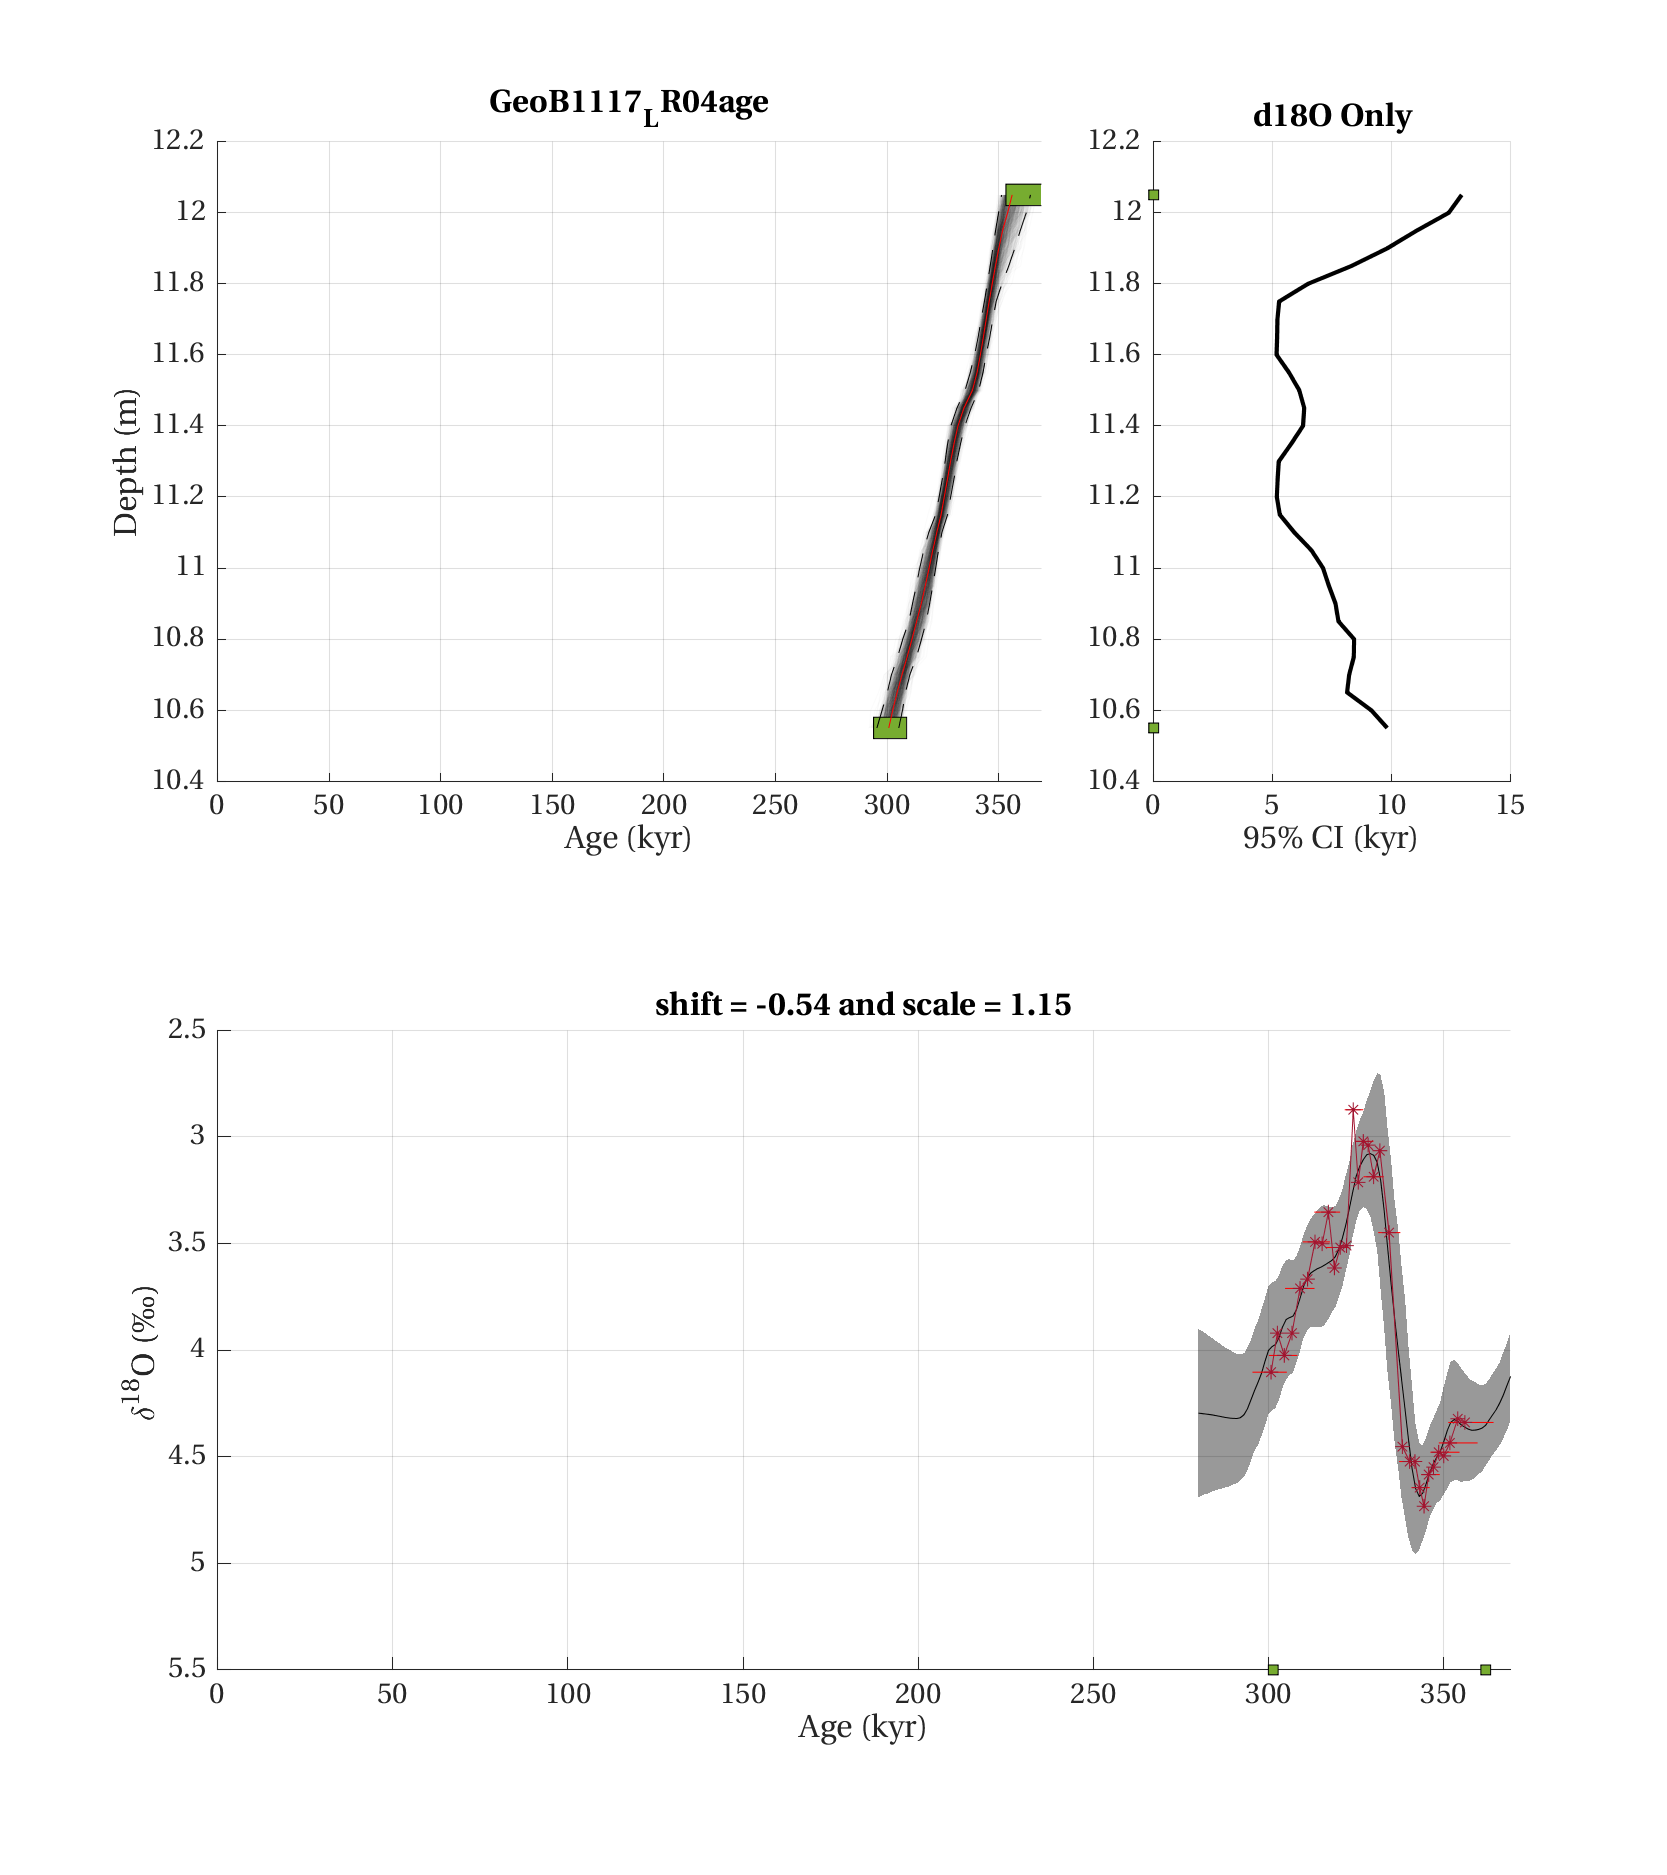 GeoB1117_LR04age
12.2
12
11.8
11.6
11.4
11.2
11
10.8
10.6
10.4
Depth (m)
0 50 100 150 200 250 300 350
Age (kyr)
d18O Only
12.2
12
11.8
11.6
11.4
11.2
11
10.8
10.6
10.4
0 5 10 15
95% CI (kyr)
shift = -0.54 and scale = 1.15
2.5
3
3.5
4
4.5
5
5.5
δ18O (‰)
0 50 100 150 200 250 300 350
Age (kyr)